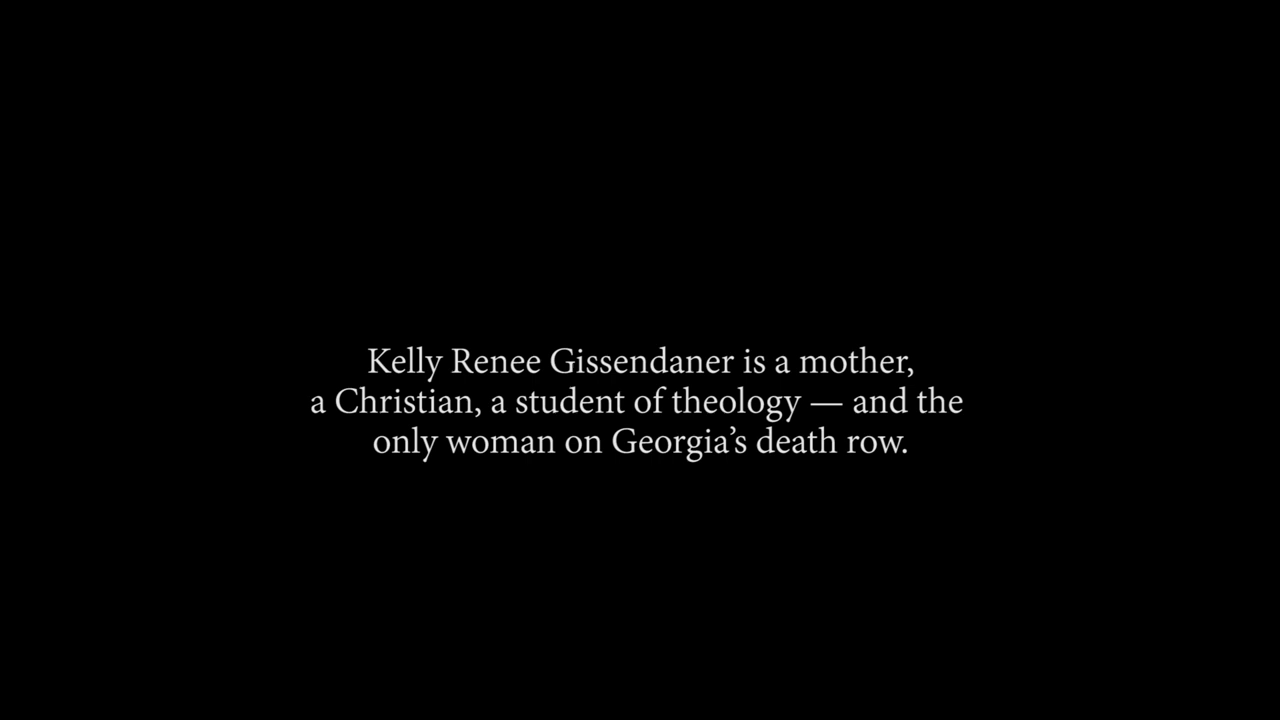 Kelly Renee Gissendaner is a mother,
a Christian, a student of theology — and the
only woman on Georgia’s death row.